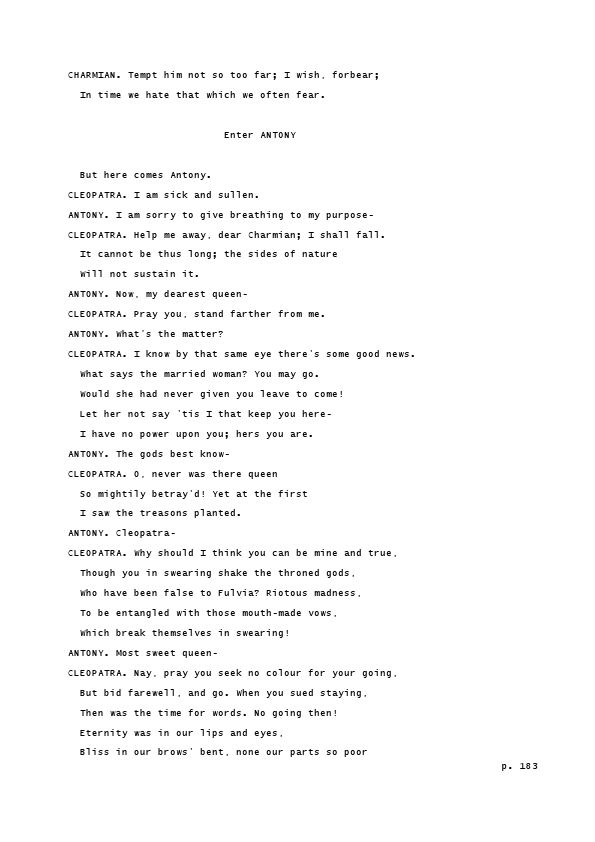 CHARMIAN. Tempt him not so too far; I wish, forbear;
In time we hate that which we often fear.
Enter ANTONY
But here comes Antony.
CLEOPATRA. I am sick and sullen.
ANTONY. I am sorry to give breathing to my purpose-
CLEOPATRA. Help me away, dear Charmian; I shall fall.
It cannot be thus long; the sides of nature
Will not sustain it.
ANTONY. Now, my dearest queen-
CLEOPATRA. Pray you, stand farther from me.
ANTONY. What's the matter?
CLEOPATRA. I know by that same eye there's some good news.
What says the married woman? You may go.
Would she had never given you leave to come!
Let her not say 'tis I that keep you here-
I have no power upon you; hers you are.
ANTONY. The gods best know-
CLEOPATRA. O, never was there queen
So mightily betray'd! Yet at the first
I saw the treasons planted.
ANTONY. Cleopatra-
CLEOPATRA. Why should I think you can be mine and true,
Though you in swearing shake the throned gods,
Who have been false to Fulvia? Riotous madness,
To be entangled with those mouth-made vows,
Which break themselves in swearing!
ANTONY. Most sweet queen-
CLEOPATRA. Nay, pray you seek no colour for your going,
But bid farewell, and go. When you sued staying,
Then was the time for words. No going then!
Eternity was in our lips and eyes,
Bliss in our brows' bent, none our parts so poor
p. 183